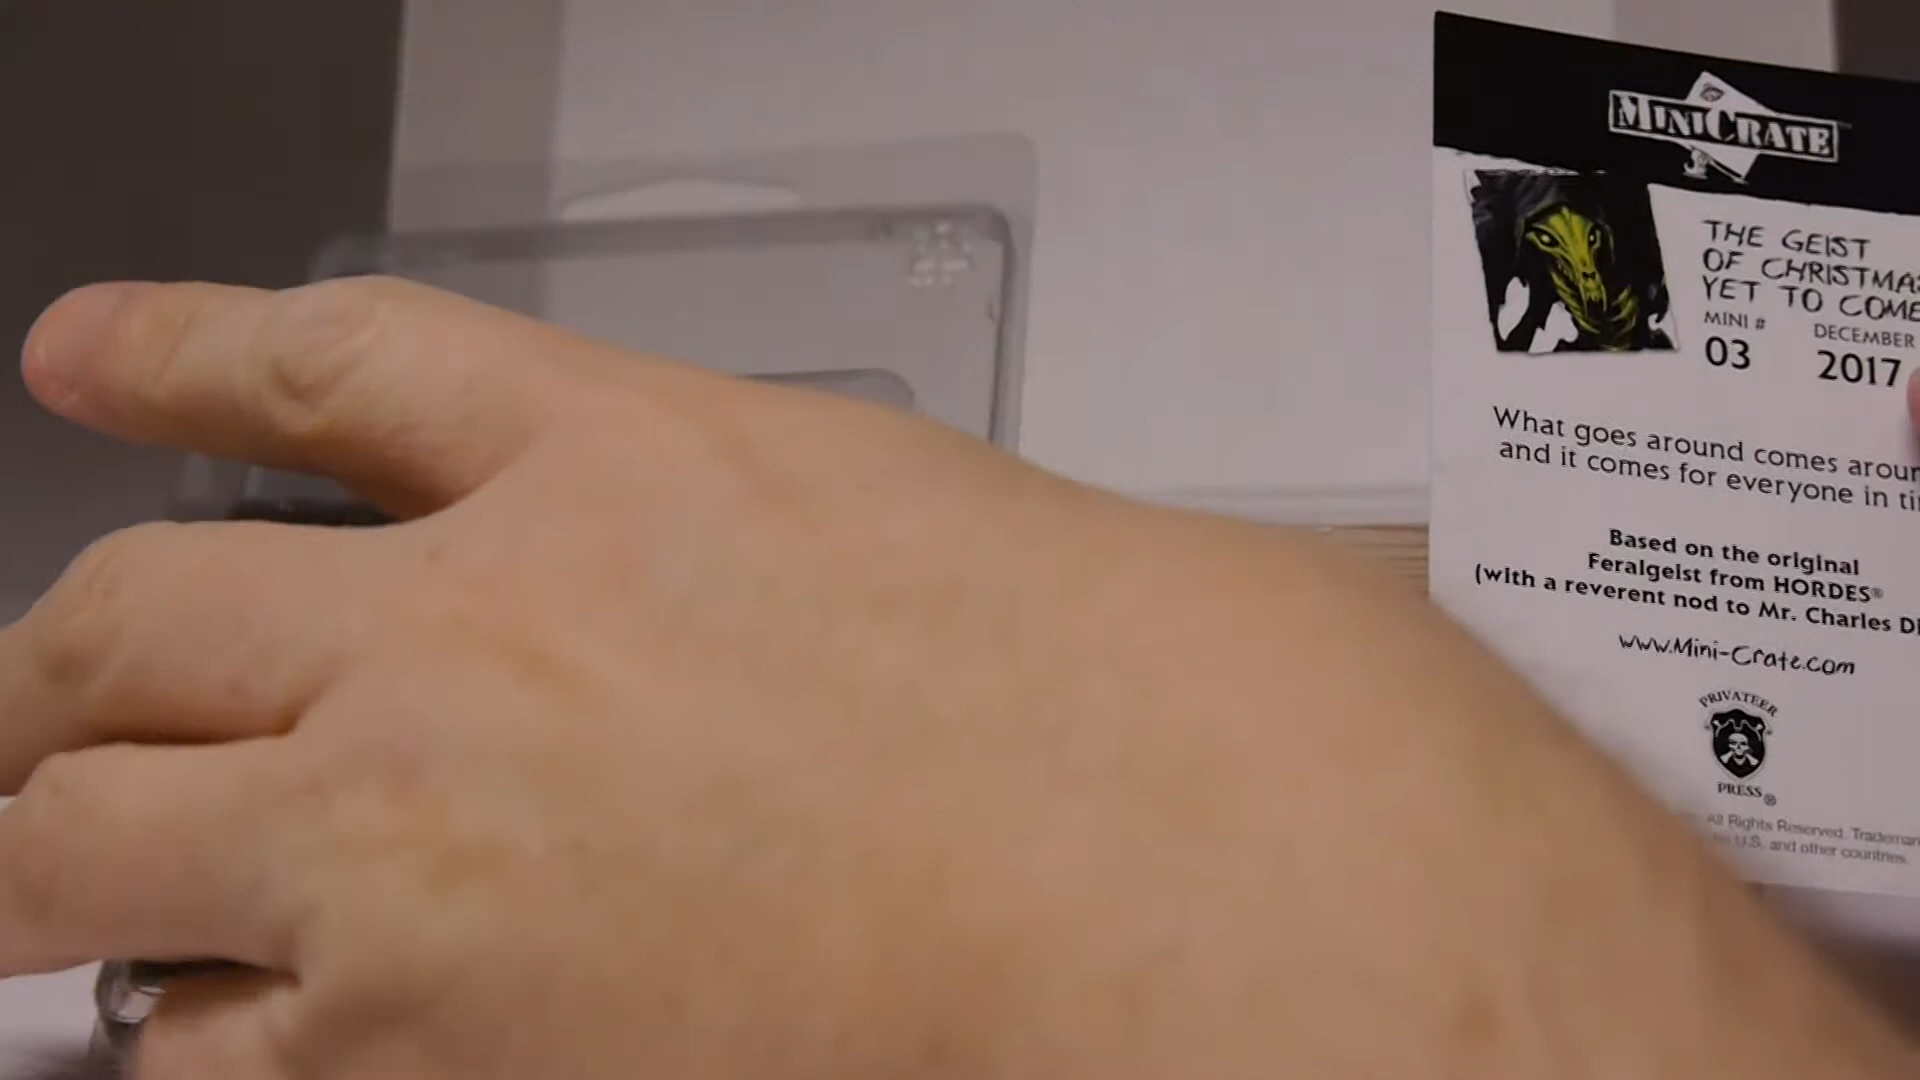 MINICRATE
THE GEIST
OF CHRISTMAS
YET TO COME
MINI #
DECEMBER
03
2017
What goes around comes aroun
and it comes for everyone in ti
Based on the original
Feralgeist from HORDES®
(with a reverent nod to Mr. Charles Di
www.Mini-Crate.com
PRIVATEER
PRESS®
All Rights Reserved. Trademar
U.S. and other countries.